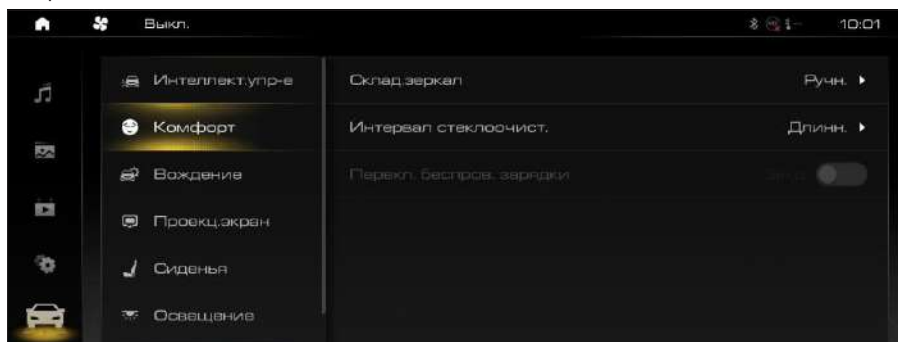 Выкл.
10:01
Интеллект.упр-е
Склад.зеркал
Ручн.
Комфорт
Интервал стеклоочист.
Длинн.
Вождение
Перекл. беспров. зарядки
Проекц.экран
Сиденья
Освещение